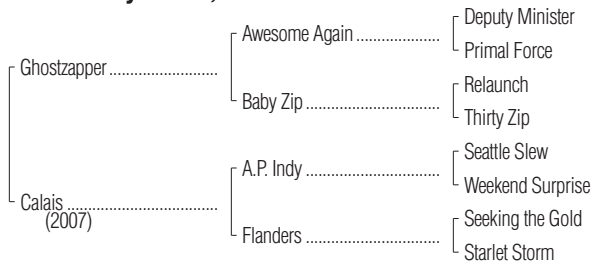 Deputy Minister
Awesome Again ....................
Primal Force
Ghostzapper ..........................
Relaunch
Baby Zip ................................
Thirty Zip
Seattle Slew
A.P. Indy ................................
Weekend Surprise
Calais ....................................
(2007)
Seeking the Gold
Flanders ................................
Starlet Storm